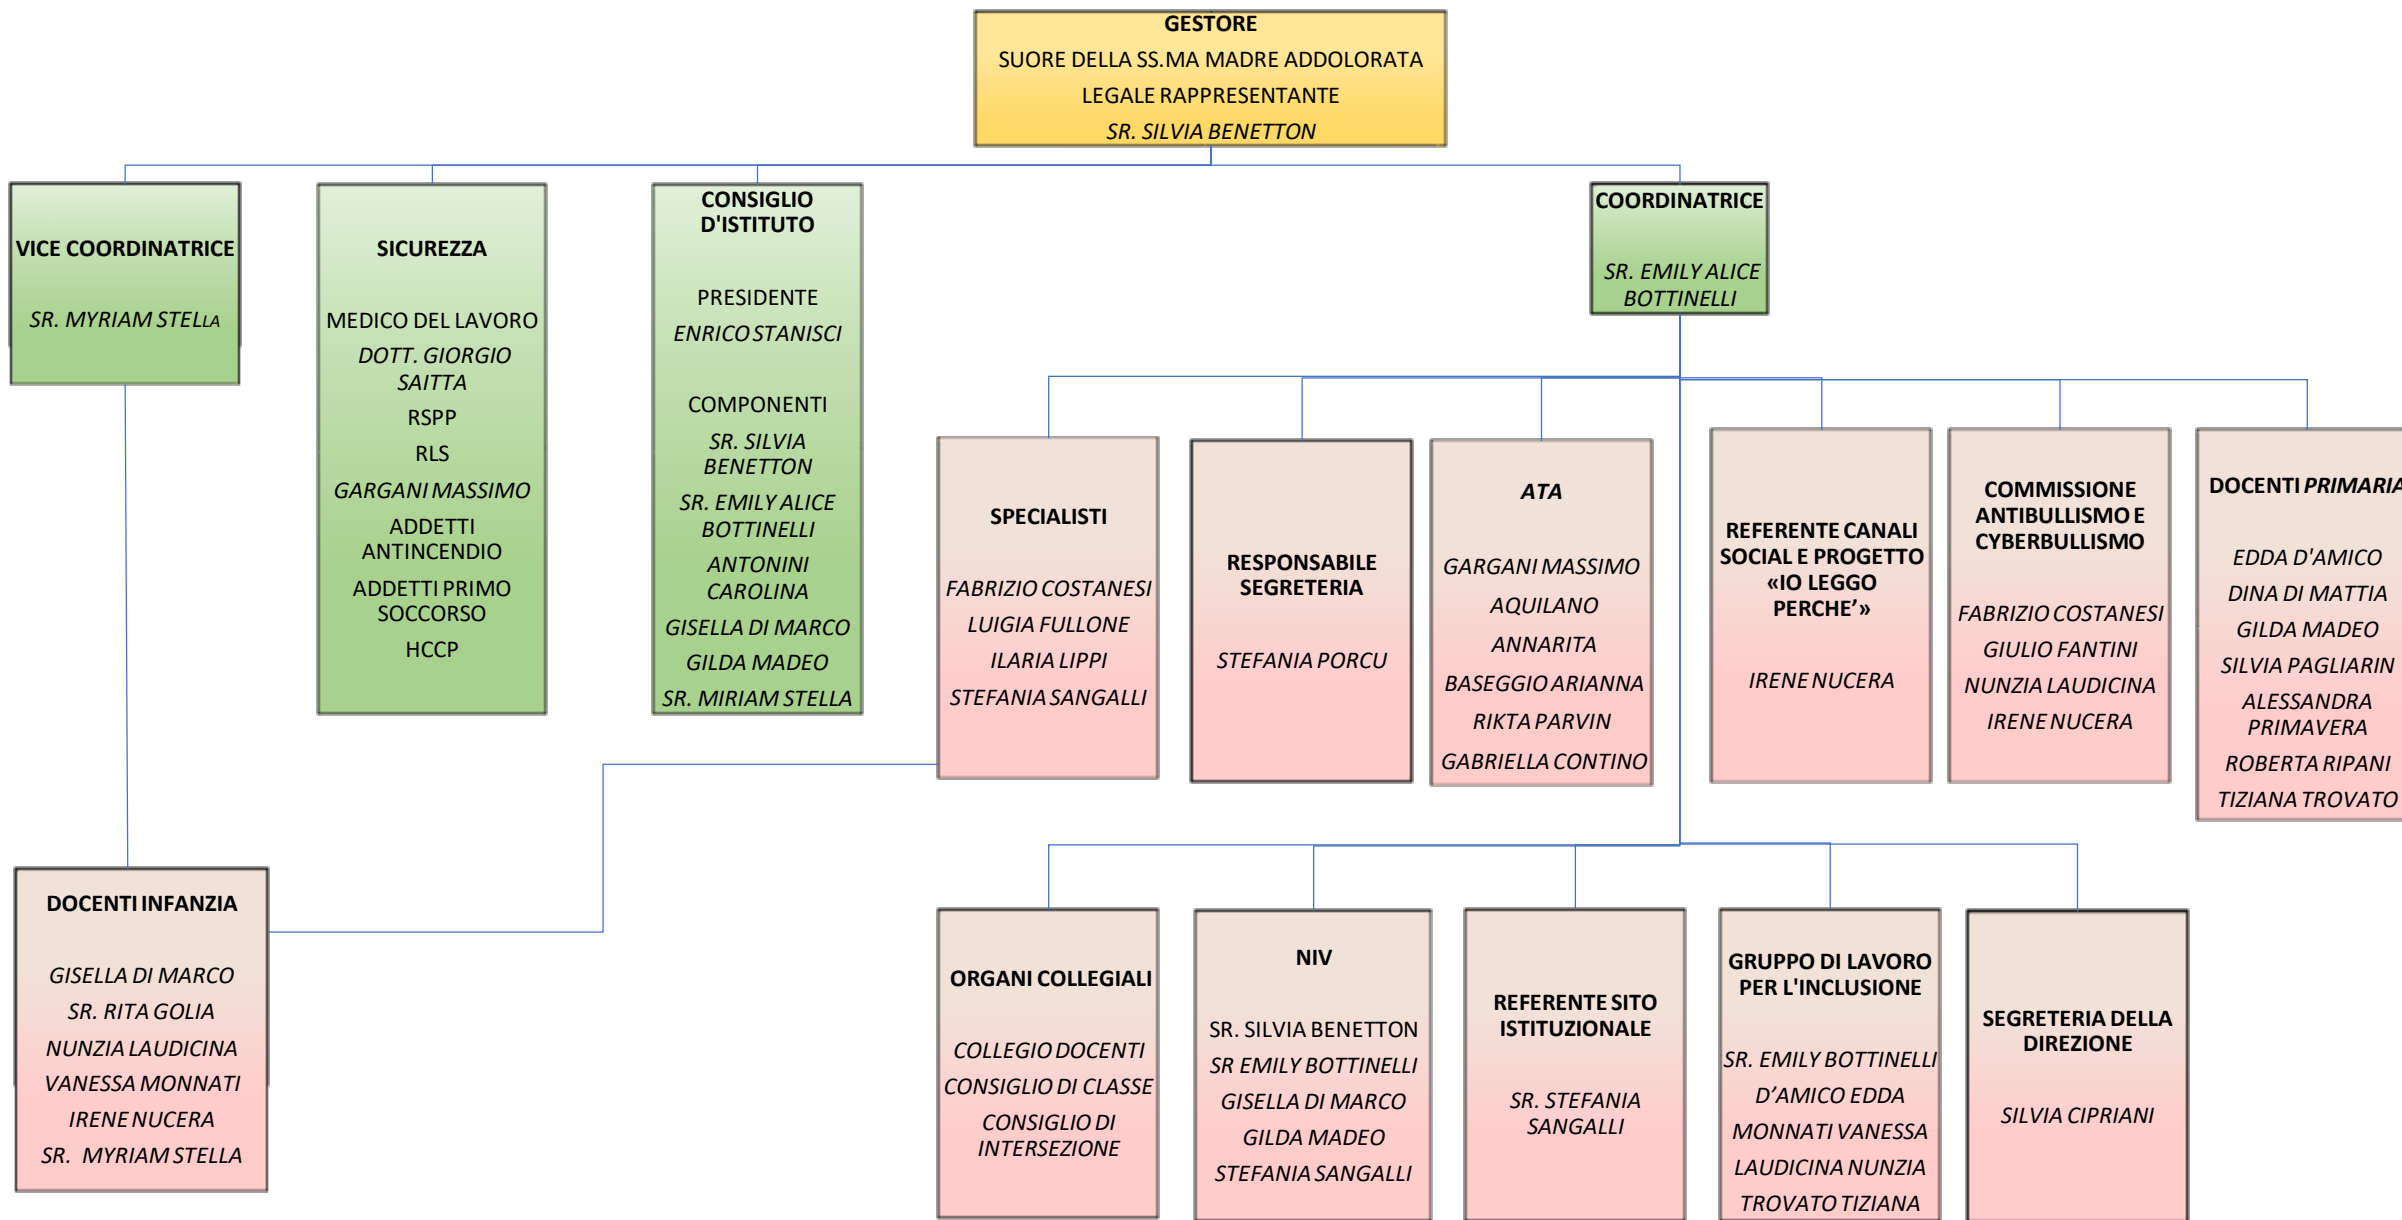 GESTORE
SUORE DELLA SS.MA MADRE ADDOLORATA
LEGALE RAPPRESENTANTE
SR. SILVIA BENETTON
VICE COORDINATRICE
SR. MYRIAM STELLA
SICUREZZA
MEDICO DEL LAVORO
DOTT. GIORGIO
SAITTA
RSPP
RLS
GARGANI MASSIMO
ADDETTI
ANTINCENDIO
ADDETTI PRIMO
SOCCORSO
HCCP
CONSIGLIO
D'ISTITUTO
PRESIDENTE
ENRICO STANISCI
COMPONENTI
SR. SILVIA
BENETTON
SR. EMILY ALICE
BOTTINELLI
ANTONINI
CAROLINA
GISELLA DI MARCO
GILDA MADEO
SR. MIRIAM STELLA
COORDINATRICE
SR. EMILY ALICE
BOTTINELLI
SPECIALISTI
FABRIZIO COSTANESI
LUIGIA FULLONE
ILARIA LIPPI
STEFANIA SANGALLI
RESPONSABILE
SEGRETERIA
STEFANIA PORCU
ATA
GARGANI MASSIMO
AQUILANO
ANNARITA
BASEGGIO ARIANNA
RIKTA PARVIN
GABRIELLA CONTINO
REFERENTE CANALI
SOCIAL E PROGETTO
«IO LEGGO
PERCHE’»
IRENE NUCERA
COMMISSIONE
ANTIBULLISMO E
CYBERBULLISMO
FABRIZIO COSTANESI
GIULIO FANTINI
NUNZIA LAUDICINA
IRENE NUCERA
DOCENTI PRIMARIA
EDDA D'AMICO
DINA DI MATTIA
GILDA MADEO
SILVIA PAGLIARIN
ALESSANDRA
PRIMAVERA
ROBERTA RIPANI
TIZIANA TROVATO
DOCENTI INFANZIA
GISELLA DI MARCO
SR. RITA GOLIA
NUNZIA LAUDICINA
VANESSA MONNATI
IRENE NUCERA
SR. MYRIAM STELLA
ORGANI COLLEGIALI
COLLEGIO DOCENTI
CONSIGLIO DI CLASSE
CONSIGLIO DI
INTERSEZIONE
NIV
SR. SILVIA BENETTON
SR EMILY BOTTINELLI
GISELLA DI MARCO
GILDA MADEO
STEFANIA SANGALLI
REFERENTE SITO
ISTITUZIONALE
SR. STEFANIA
SANGALLI
GRUPPO DI LAVORO
PER L'INCLUSIONE
SR. EMILY BOTTINELLI
D’AMICO EDDA
MONNATI VANESSA
LAUDICINA NUNZIA
TROVATO TIZIANA
SEGRETERIA DELLA
DIREZIONE
SILVIA CIPRIANI